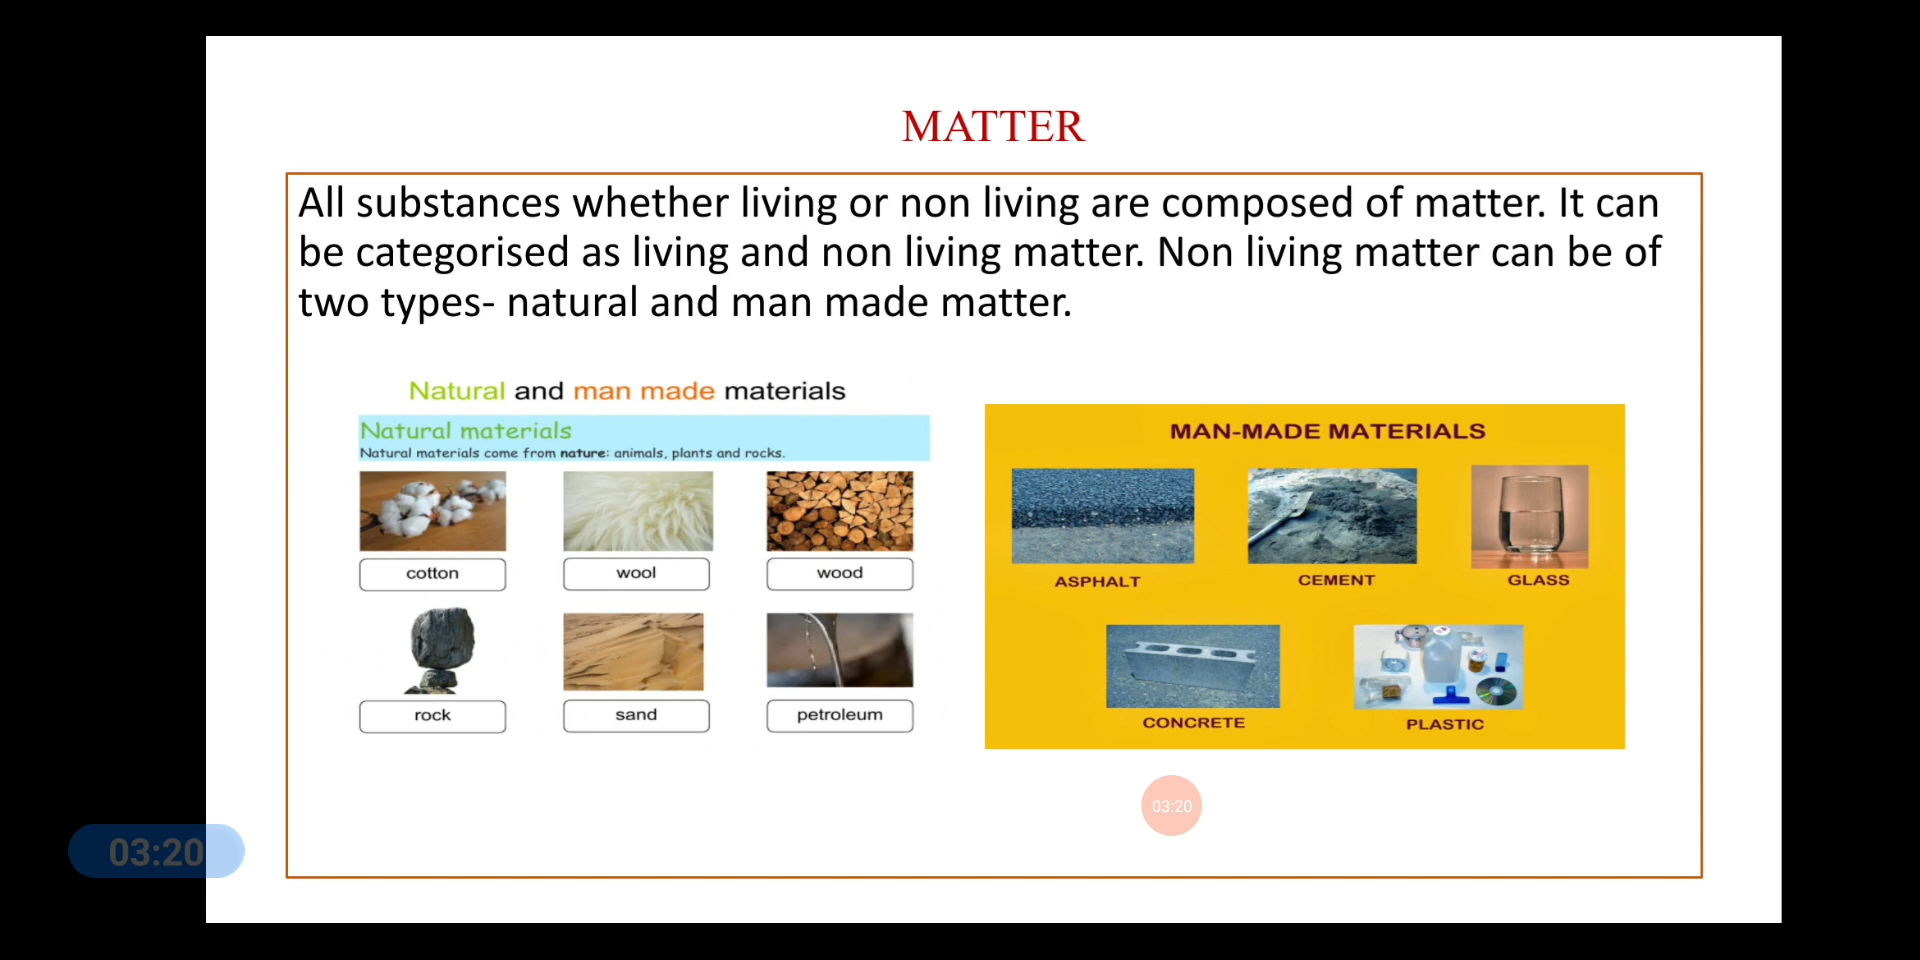 MATTER
All substances whether living or non living are composed of matter. It can
be categorised as living and non living matter. Non living matter can be of
two types- natural and man made matter.
Natural and man made materials
Natural materials
Natural materials come from nature: animals, plants and rocks.
cotton
wool
wood
rock
sand
petroleum
MAN-MADE MATERIALS
ASPHALT
CEMENT
GLASS
CONCRETE
PLASTIC
03:20
03:20